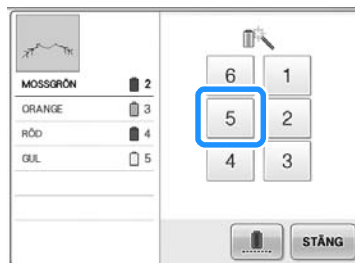 MOSSGRÖN 2
ORANGE 3
RÖD 4
GUL 5
6 1
5 2
4 3
STÄNG